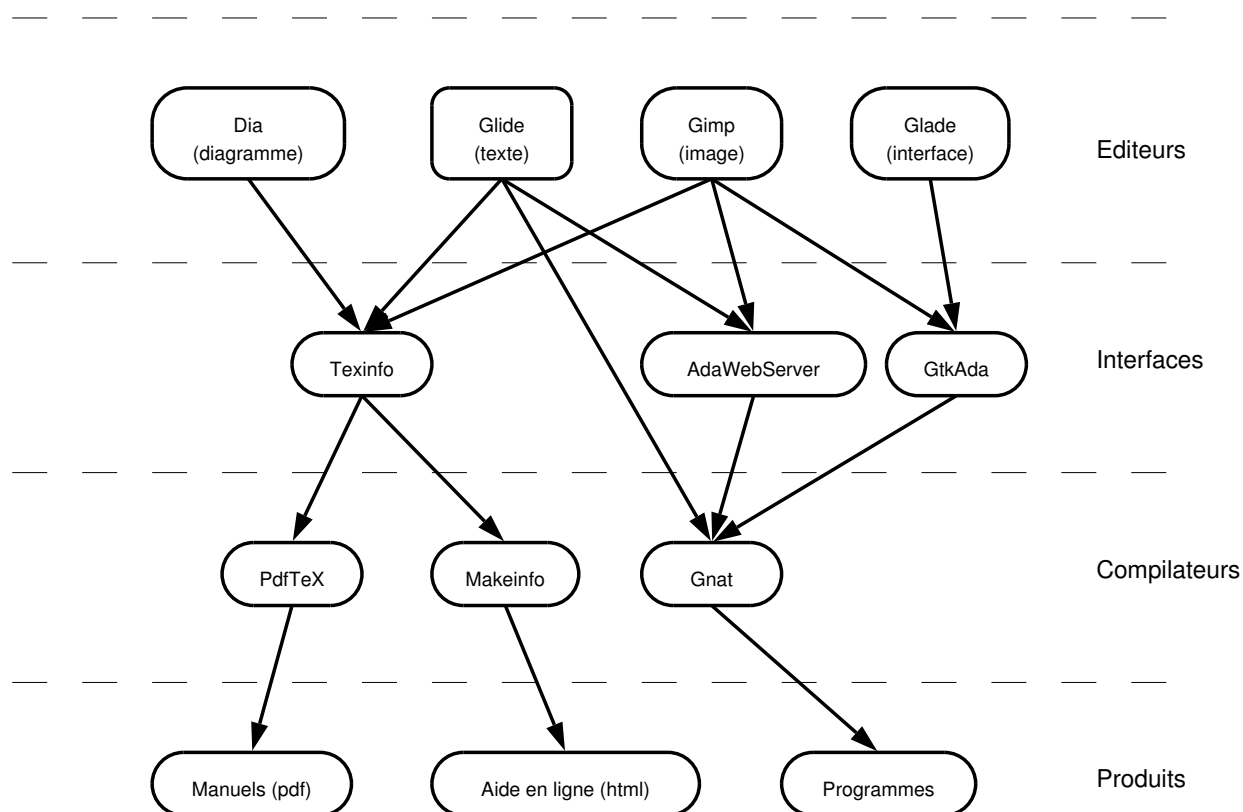 Dia
(diagramme)
Glide
(texte)
Gimp
(image)
Glade
(interface)
Editeurs
Texinfo
AdaWebServer
GtkAda
Interfaces
PdfTeX
Makeinfo
Gnat
Compilateurs
Manuels (pdf)
Aide en ligne (html)
Programmes
Produits